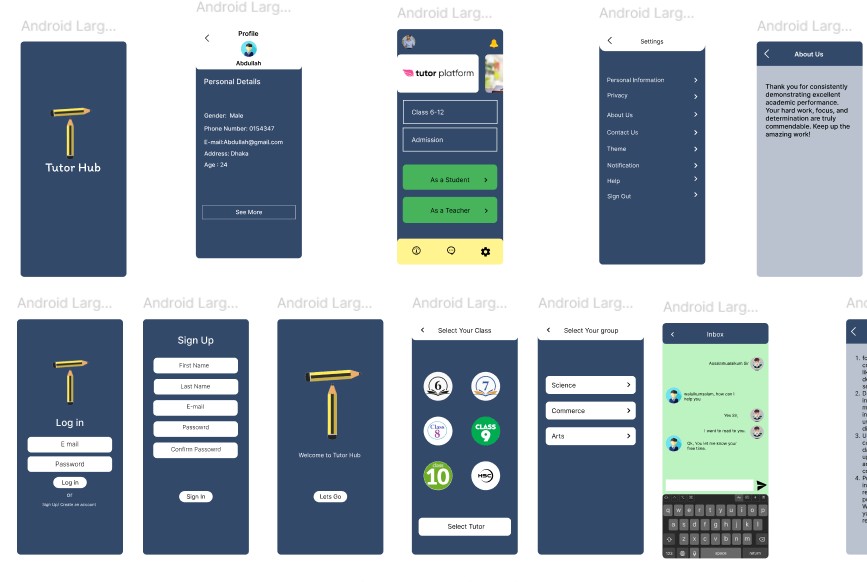 Android Larg...
Tutor Hub
Android Larg...
Profile
Abdullah
Personal Details
Gender: Male
Phone Number: 0154347
E-mail:Abdullah@gmail.com
Address: Dhaka
Age : 24
See More
Android Larg...
tutor platform
Class 6-12
Admission
As a Student
As a Teacher
Android Larg...
Settings
Personal Information
Privacy
About Us
Contact Us
Theme
Notification
Help
Sign Out
Android Larg...
About Us
Thank you for consistently
demonstrating excellent
academic performance.
Your hard work, focus, and
determination are truly
commendable. Keep up the
amazing work!
Android Larg...
Log in
E mail
Password
Log in
or
Sign Up! Create an account
Android Larg...
Sign Up
First Name
Last Name
E-mail
Passowrd
Confirm Passowrd
Sign In
Android Larg...
Welcome to Tutor Hub
Lets Go
Android Larg...
Select Your Class
6
7
Class
8
CLASS
9
10
HSC
Select Tutor
Android Larg...
Select Your group
Science
Commerce
Arts
Android Larg...
Inbox
walaikumsalam, how can I
help you
Yes sir,
I want to read to you.
Oh. You let me know your
free time.
q w e r t y u i o p
a s d f g h j k l
z x c v b n m
123
space
return